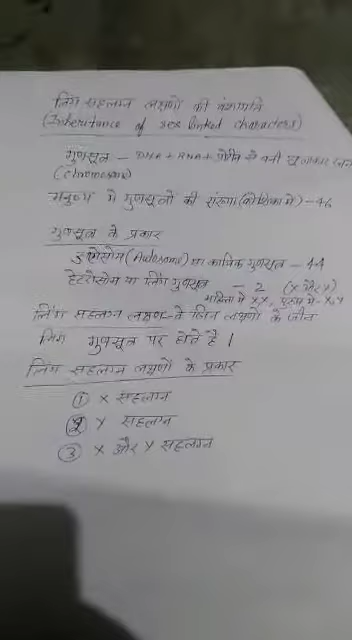 लिंग सहलग्न लक्षणों की वंशागति
(Inheritance of sex linked characters)
गुणसूत्र – DNA + RNA + प्रोटीन से बनी
(Chromosome)
मनुष्य में गुणसूत्रों की संख्या (कोशिका में) – 46
गुणसूत्र के प्रकार
(Autosome) या कायिक गुणसूत्र – 44
हेटरोसोम या लिंग गुणसूत्र – 2 (X और Y)
महिला में XX, पुरुष में – XY
लिंग सहलग्न लक्षण – वे जिन लक्षणों के जीन
लिंग गुणसूत्र पर होते हैं।
लिंग सहलग्न लक्षणों के प्रकार
① X सहलग्न
② Y सहलग्न
③ X और Y सहलग्न